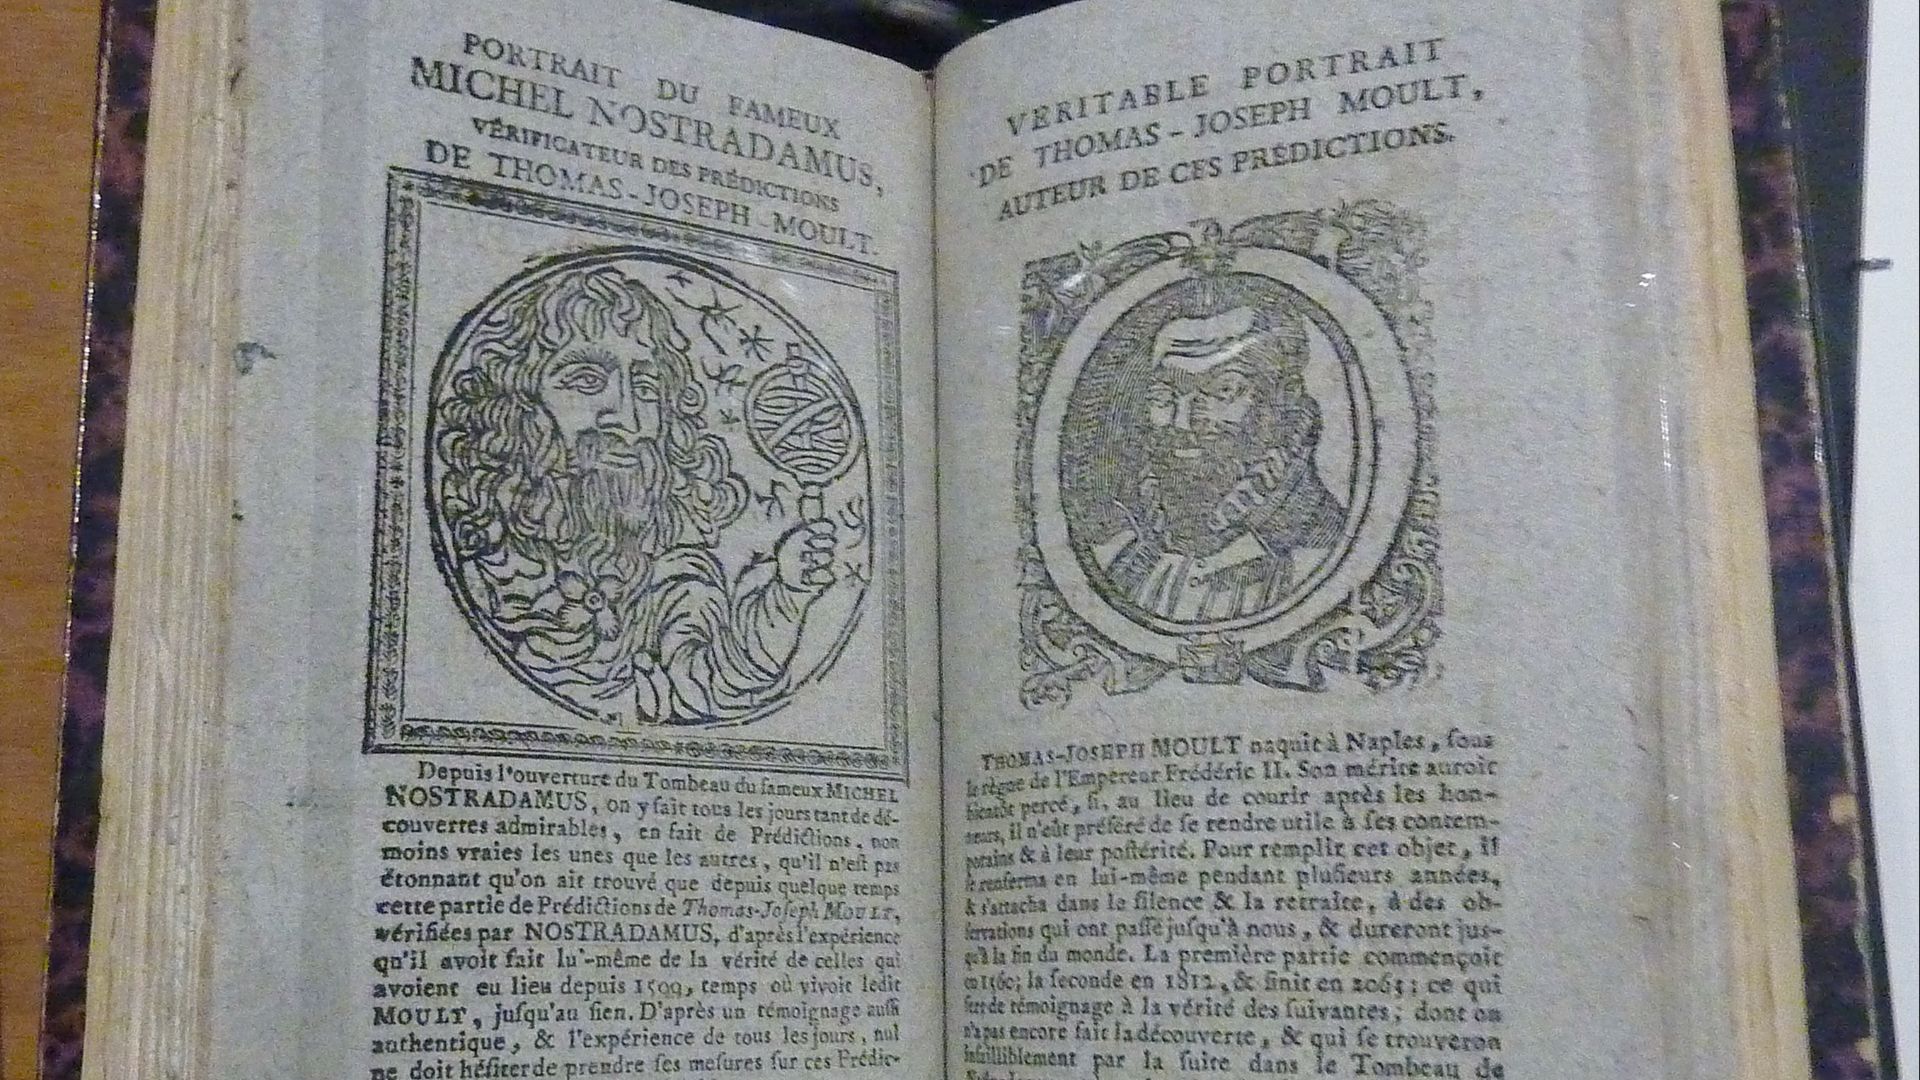 PORTRAIT DU FAMEUX
MICHEL NOSTRADAMUS,
VÉRIFICATEUR DES PRÉDICTIONS
DE THOMAS-JOSEPH MOULT.
Depuis l'ouverture du Tombeau du fameux MICHEL
NOSTRADAMUS, on y fait tous les jours tant de dé-
couvertes admirables, en fait de Prédictions, non
moins vraies les unes que les autres, qu'il n'eſt pas
étonnant qu'on ait trouvé que depuis quelque temps
cette partie de Prédictions de Thomas-Joſeph MOULT,
vérifiées par NOSTRADAMUS, d'après l'expérience
qu'il avoit fait lu'-même de la vérité de celles qui
avoient eu lieu depuis temps où vivoit ledit
MOULT, juſqu'au ſien. D'après un témoignage auſſi
authentique, & l'expérience de tous les jours, nul
ne doit héſiter de prendre ſes meſures ſur ces Prédic-
VERITABLE PORTRAIT
DE THOMAS-JOSEPH MOULT,
AUTEUR DE CES PRÉDICTIONS.
THOMAS-JOSEPH MOULT naquit à Naples, ſous
le règne de l'Empereur Frédéric II. Son mérite auroit
bientôt percé, ſi, au lieu de courir après les hon-
neurs, il n'eût préféré de ſe rendre utile à ſes contem-
porains & à leur poſtérité. Pour remplir cet objet, il
ſe renferma en lui-même pendant pluſieurs années,
& s'attacha dans le ſilence & la retraite, à des ob-
ſervations qui ont paſſé juſqu'à nous, & dureront juſ-
qu'à la fin du monde. La première partie commençoit
en 1560; la ſeconde en 1812, & finit en 2065; ce qui
ſert de témoignage à la vérité des ſuivantes; dont on
n'a pas encore fait la découverte, & qui ſe trouveron
infailliblement par la ſuite dans le Tombeau de